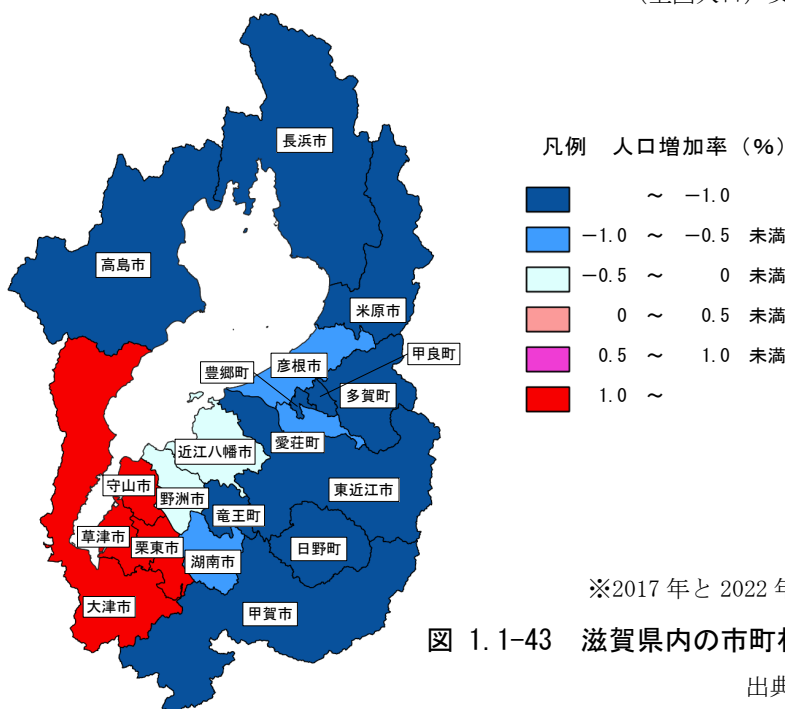 長浜市
高島市
米原市
甲良町
彦根市
豊郷町
多賀町
愛荘町
近江八幡市
東近江市
守山市
野洲市
竜王町
草津市
栗東市
日野町
湖南市
大津市
甲賀市
凡例 人口増加率(%)
~ -1.0
-1.0 ~ -0.5 未満
-0.5 ~ 0 未満
0 ~ 0.5 未満
0.5 ~ 1.0 未満
1.0 ~
※2017 年と 2022 年
図 1.1-43 滋賀県内の市町
出典